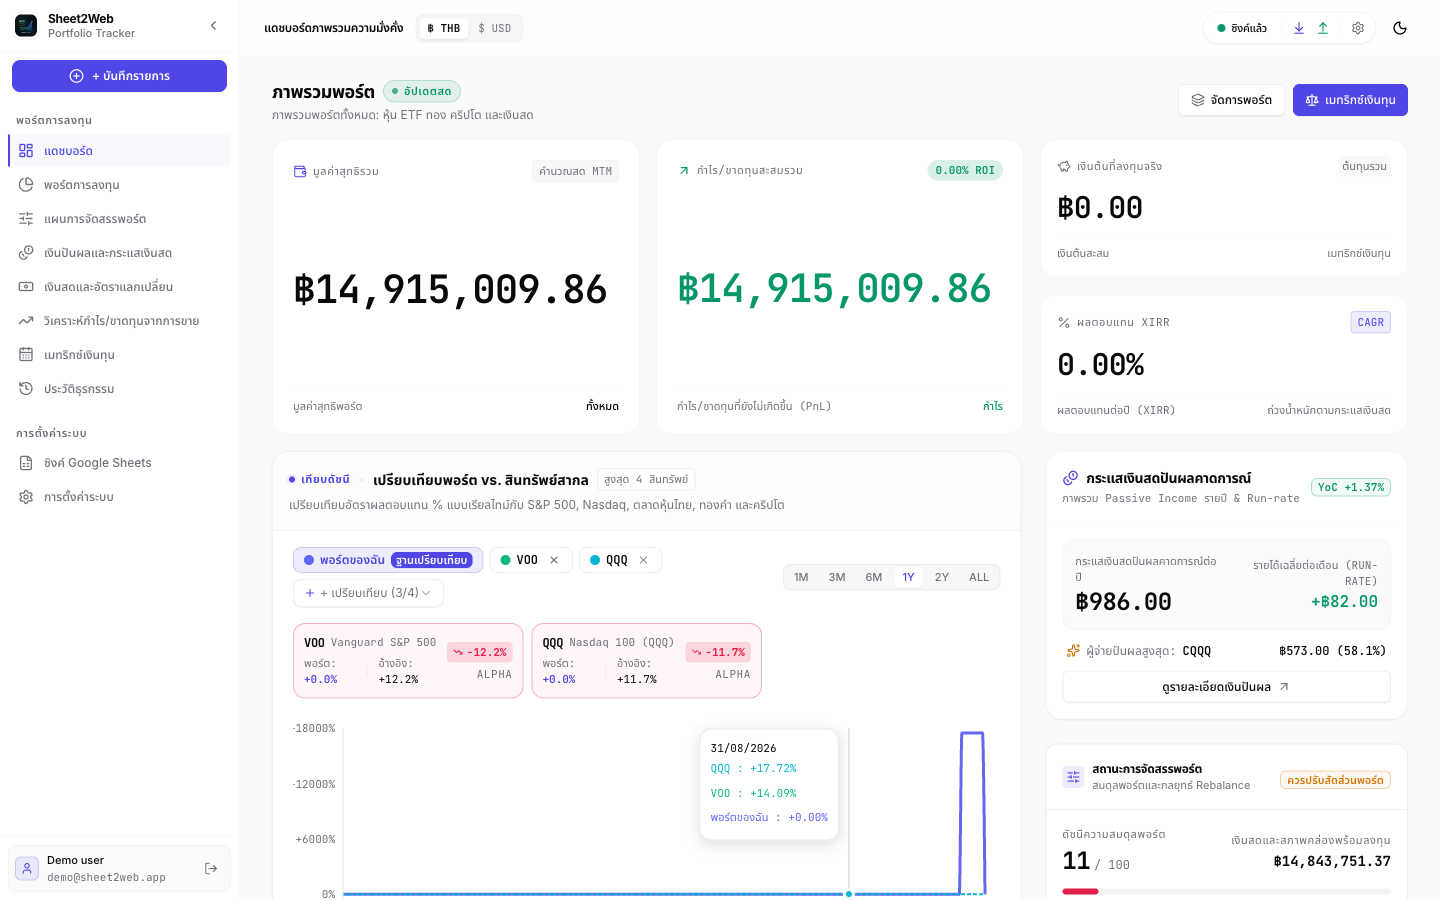 Sheet2Web
Portfolio Tracker
+ บันทึกรายการ
พอร์ตการลงทุน
แดชบอร์ด
พอร์ตการลงทุน
แผนการจัดสรรพอร์ต
เงินปันผลและกระแสเงินสด
เงินสดและอัตราแลกเปลี่ยน
วิเคราะห์กำไร/ขาดทุนจากการขาย
เมทริกซ์เงินทุน
ประวัติธุรกรรม
การตั้งค่าระบบ
ซิงค์ Google Sheets
การตั้งค่าระบบ
Demo user
demo@sheet2web.app
แดชบอร์ดภาพรวมความมั่งคั่ง
฿ THB
$ USD
ซิงค์แล้ว
ภาพรวมพอร์ต
อัปเดตสด
ภาพรวมพอร์ตทั้งหมด: หุ้น ETF ทอง คริปโต และเงินสด
จัดการพอร์ต
เมทริกซ์เงินทุน
มูลค่าสุทธิรวม
คำนวณสด MTM
฿14,915,009.86
มูลค่าสุทธิพอร์ต
ทั้งหมด
กำไร/ขาดทุนสะสมรวม
0.00% ROI
฿14,915,009.86
กำไร/ขาดทุนที่ยังไม่เกิดขึ้น (PnL)
กำไร
เงินต้นที่ลงทุนจริง
ต้นทุนรวม
฿0.00
เงินต้นสะสม
เมทริกซ์เงินทุน
ผลตอบแทน XIRR
CAGR
0.00%
ผลตอบแทนต่อปี (XIRR)
ถ่วงน้ำหนักตามกระแสเงินสด
เทียบดัชนี
เปรียบเทียบพอร์ต vs. สินทรัพย์สากล
สูงสุด 4 สินทรัพย์
เปรียบเทียบอัตราผลตอบแทน % แบบเรียลไทม์กับ S&P 500, Nasdaq, ตลาดหุ้นไทย, ทองคำ และคริปโต
พอร์ตของฉัน ฐานเปรียบเทียบ
VOO ×
QQQ ×
+ เปรียบเทียบ (3/4)
1M 3M 6M 1Y 2Y ALL
VOO Vanguard S&P 500
-12.2%
พอร์ต: อ้างอิง:
+0.0% +12.2%
ALPHA
QQQ Nasdaq 100 (QQQ)
-11.7%
พอร์ต: อ้างอิง:
+0.0% +11.7%
ALPHA
18000%
12000%
+6000%
0%
31/08/2026
QQQ : +17.72%
VOO : +14.09%
พอร์ตของฉัน : +0.00%
กระแสเงินสดปันผลคาดการณ์
ภาพรวม Passive Income รายปี & Run-rate
YoC +1.37%
กระแสเงินสดปันผลคาดการณ์ต่อ
ปี
฿986.00
รายได้เฉลี่ยต่อเดือน (RUN-
RATE)
+฿82.00
ผู้จ่ายปันผลสูงสุด: CQQQ
฿573.00 (58.1%)
ดูรายละเอียดเงินปันผล
สถานะการจัดสรรพอร์ต
สมดุลพอร์ตและกลยุทธ์ Rebalance
ควรปรับสัดส่วนพอร์ต
ดัชนีความสมดุลพอร์ต
11 / 100
เงินสดและสภาพคล่องพร้อมลงทุน
฿14,843,751.37